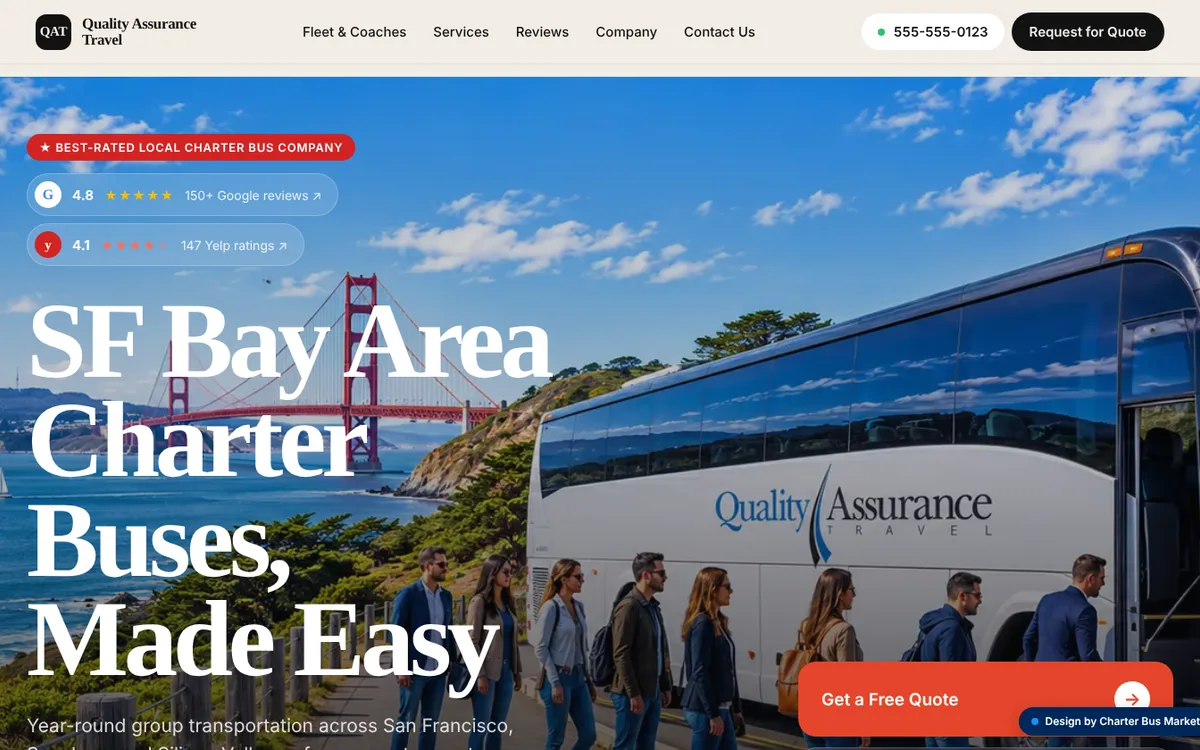 QAT
Quality Assurance
Travel
Fleet & Coaches
Services
Reviews
Company
Contact Us
555-555-0123
Request for Quote
★ BEST-RATED LOCAL CHARTER BUS COMPANY
G 4.8 ★★★★★ 150+ Google reviews ↗
y 4.1 ★★★★★ 147 Yelp ratings ↗
SF Bay Area
Charter
Buses,
Made Easy
Quality Assurance
TRAVEL
Year-round group transportation across San Francisco,
Get a Free Quote →
Design by Charter Bus Market